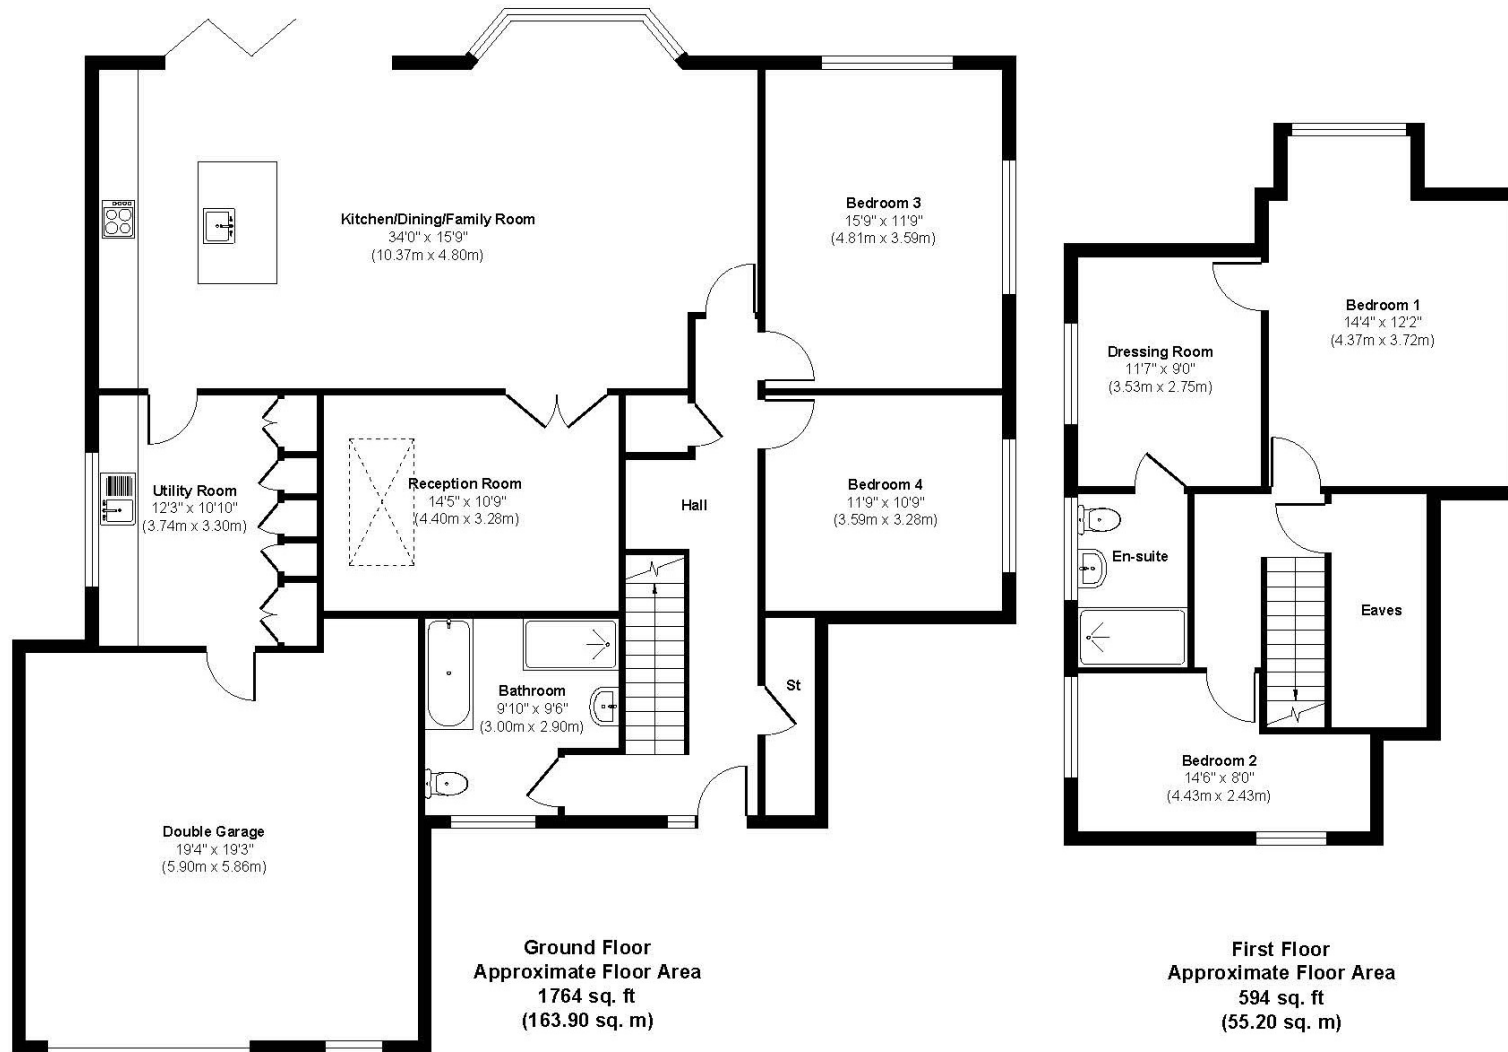 Kitchen/Dining/Family Room
34'0" x 15'9"
(10.37m x 4.80m)
Bedroom 3
15'9" x 11'9"
(4.81m x 3.59m)
Utility Room
12'3" x 10'10"
(3.74m x 3.30m)
Reception Room
14'5" x 10'9"
(4.40m x 3.28m)
Hall
Bedroom 4
11'9" x 10'9"
(3.59m x 3.28m)
Bathroom
9'10" x 9'6"
(3.00m x 2.90m)
St
Double Garage
19'4" x 19'3"
(5.90m x 5.86m)
Ground Floor
Approximate Floor Area
1764 sq. ft
(163.90 sq. m)
Bedroom 1
14'4" x 12'2"
(4.37m x 3.72m)
Dressing Room
11'7" x 9'0"
(3.53m x 2.75m)
En-suite
Eaves
Bedroom 2
14'6" x 8'0"
(4.43m x 2.43m)
First Floor
Approximate Floor Area
594 sq. ft
(55.20 sq. m)